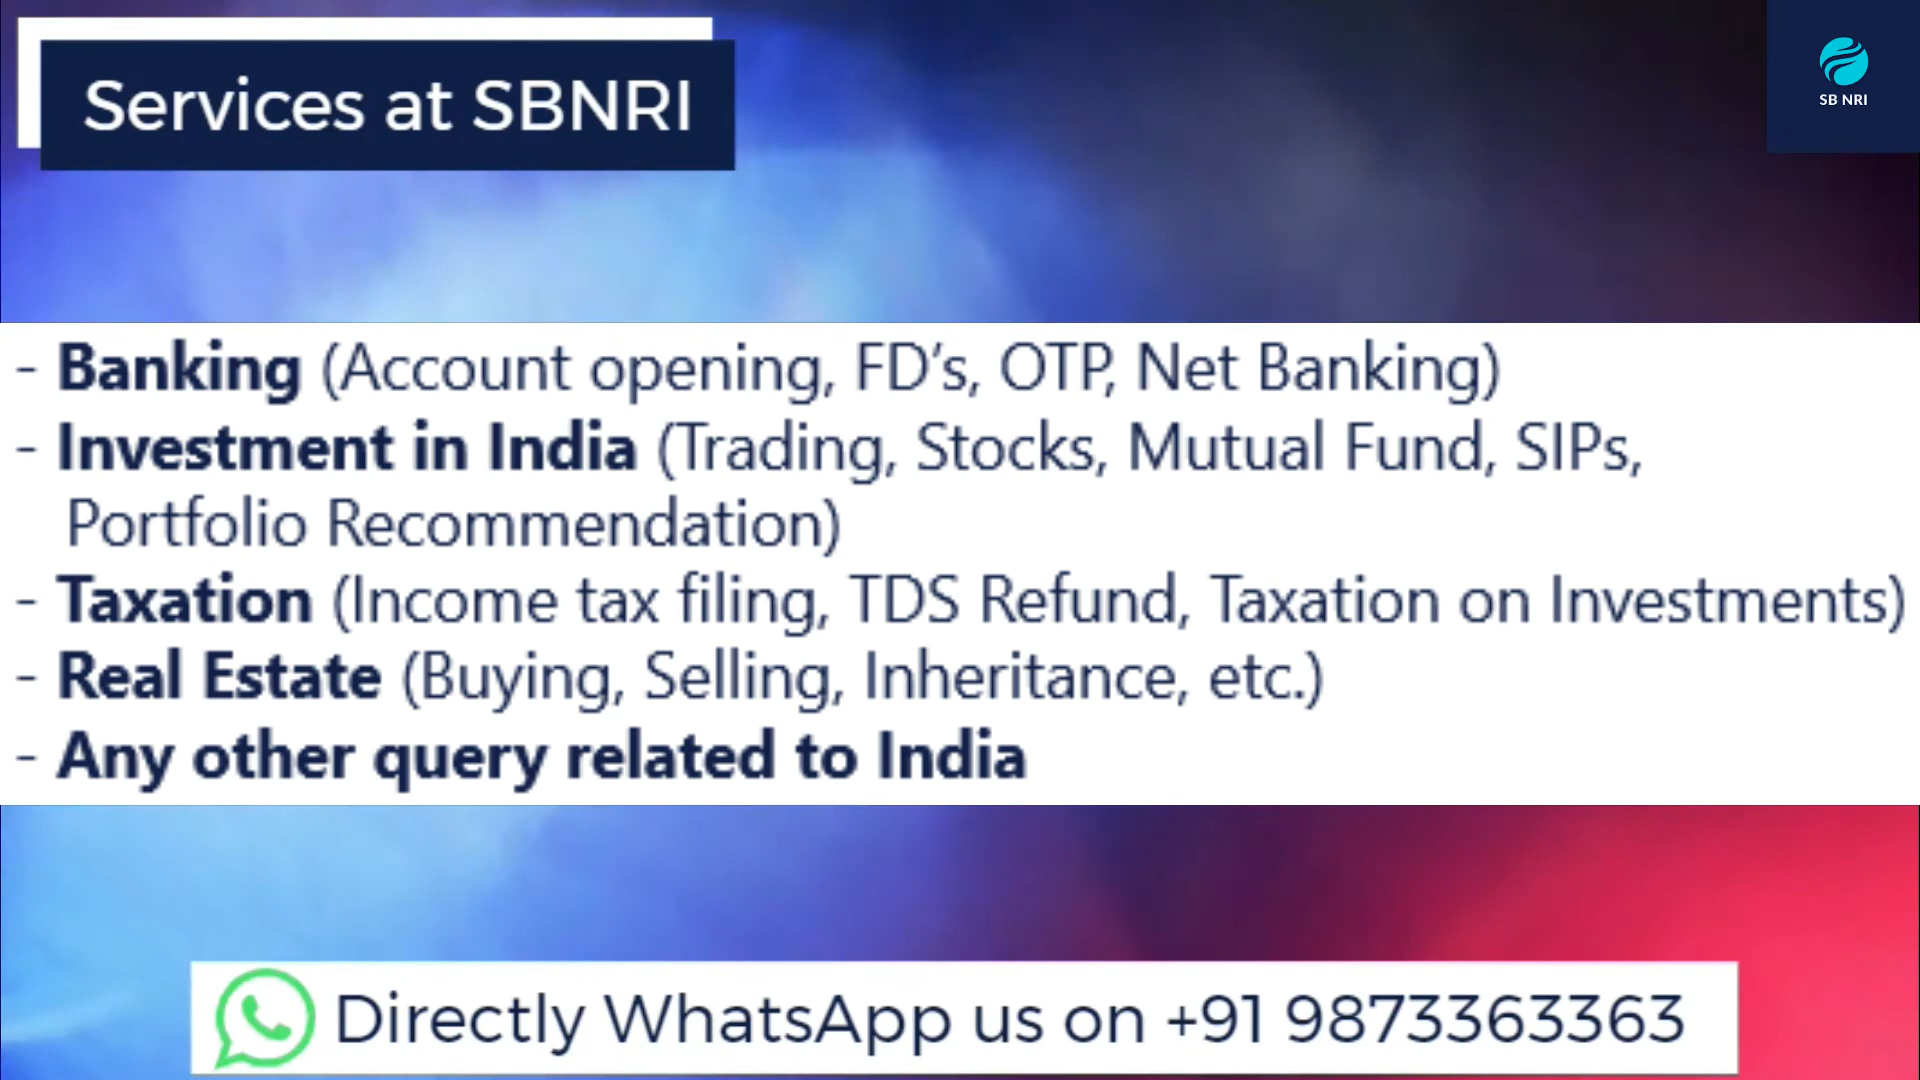 Services at SBNRI
SB NRI
- Banking (Account opening, FD’s, OTP, Net Banking)
- Investment in India (Trading, Stocks, Mutual Fund, SIPs,
Portfolio Recommendation)
- Taxation (Income tax filing, TDS Refund, Taxation on Investments)
- Real Estate (Buying, Selling, Inheritance, etc.)
- Any other query related to India
Directly WhatsApp us on +91 9873363363